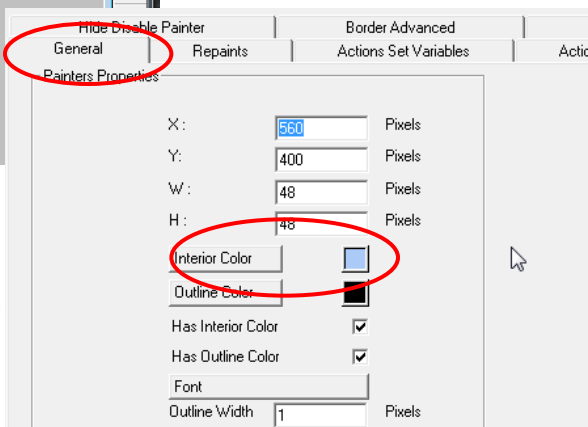 Hide Disable Painter Border Advanced
General Repaints Actions Set Variables Actio
Painters Properties
X : 560 Pixels
Y: 400 Pixels
W : 48 Pixels
H : 48 Pixels
Interior Color
Outline Color
Has Interior Color
Has Outline Color
Font
Outline Width 1 Pixels